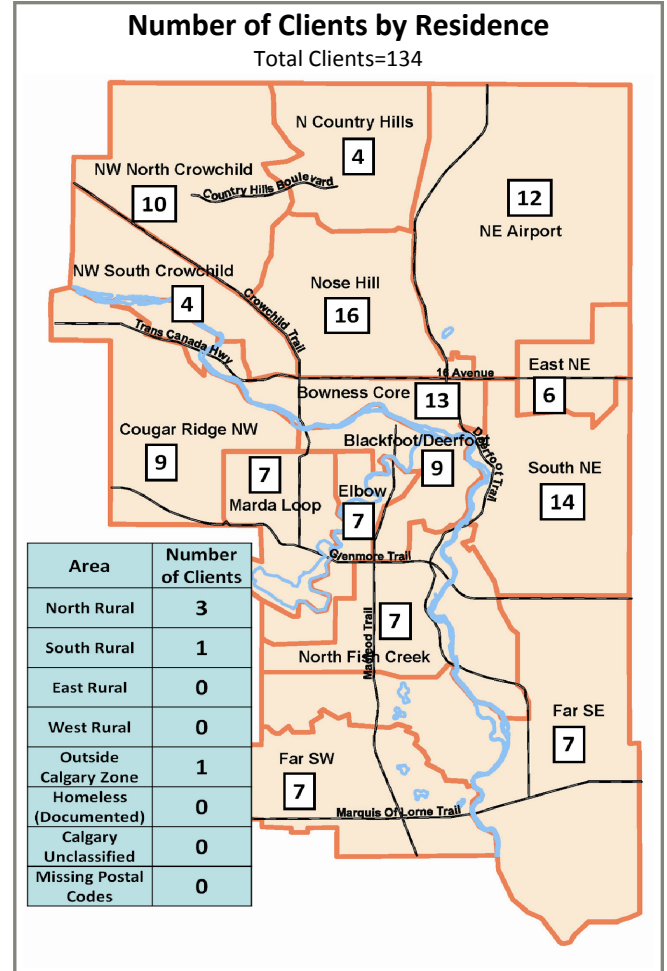 Number of Clients by Residence
Total Clients=134
N Country Hills
4
NW North Crowchild
10
Country Hills Boulevard
12
NE Airport
NW South Crowchild
4
Nose Hill
16
Crowchild Trail
Trans Canada Hwy
16 Avenue
East NE
6
Bowness Core
13
Cougar Ridge NW
9
Blackfoot/Deerfoot
9
Deerfoot Trail
7
Marda Loop
Elbow
7
South NE
14
Glenmore Trail
7
North Fish Creek
Macleod Trail
Far SE
7
Far SW
7
Marquis Of Lorne Trail
Area
Number
of Clients
North Rural
3
South Rural
1
East Rural
0
West Rural
0
Outside
Calgary Zone
1
Homeless
(Documented)
0
Calgary
Unclassified
0
Missing Postal
Codes
0